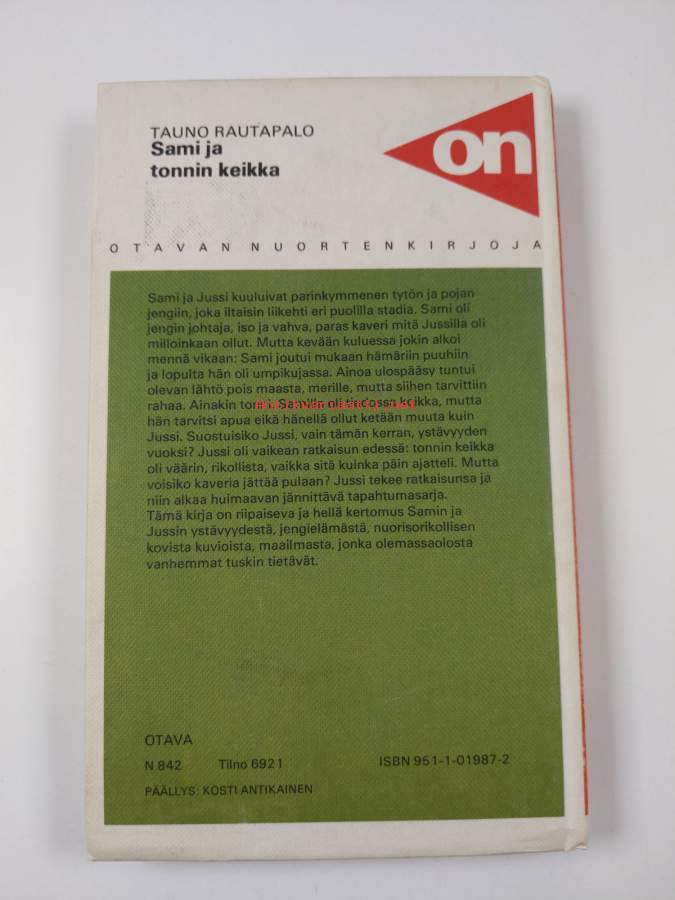 TAUNO RAUTAPALO
Sami ja
tonnin keikka
on
OTAVAN NUORTENKIRJOJA
Sami ja Jussi kuuluivat parinkymmenen tytön ja pojan
jengiin, joka iltaisin liikehti eri puolilla stadia. Sami oli
jengin johtaja, iso ja vahva, paras kaveri mitä Jussilla oli
milloinkaan ollut. Mutta kevään kuluessa jokin alkoi
mennä vikaan: Sami joutui mukaan hämäriin puuhiin
ja lopulta hän oli umpikujassa. Ainoa ulospääsy tuntui
olevan lähtö pois maasta, merille, mutta siihen tarvittiin
rahaa. Ainakin tonni. Samilla oli tiedossa keikka, mutta
hän tarvitsi apua eikä hänellä ollut ketään muuta kuin
Jussi. Suostuisiko Jussi, vain tämän kerran, ystävyyden
vuoksi? Jussi oli vaikean ratkaisun edessä: tonnin keikka
oli väärin, rikollista, vaikka sitä kuinka päin ajatteli. Mutta
voisiko kaveria jättää pulaan? Jussi tekee ratkaisunsa ja
niin alkaa huimaavan jännittävä tapahtumasarja.
Tämä kirja on riipaiseva ja hellä kertomus Samin ja
Jussin ystävyydestä, jengielämästä, nuorisorikollisen
kovista kuvioista, maailmasta, jonka olemassaolosta
vanhemmat tuskin tietävät.
OTAVA
N 842 Tilno 6921 ISBN 951-1-01987-2
PÄÄLLYS: KOSTI ANTIKAINEN